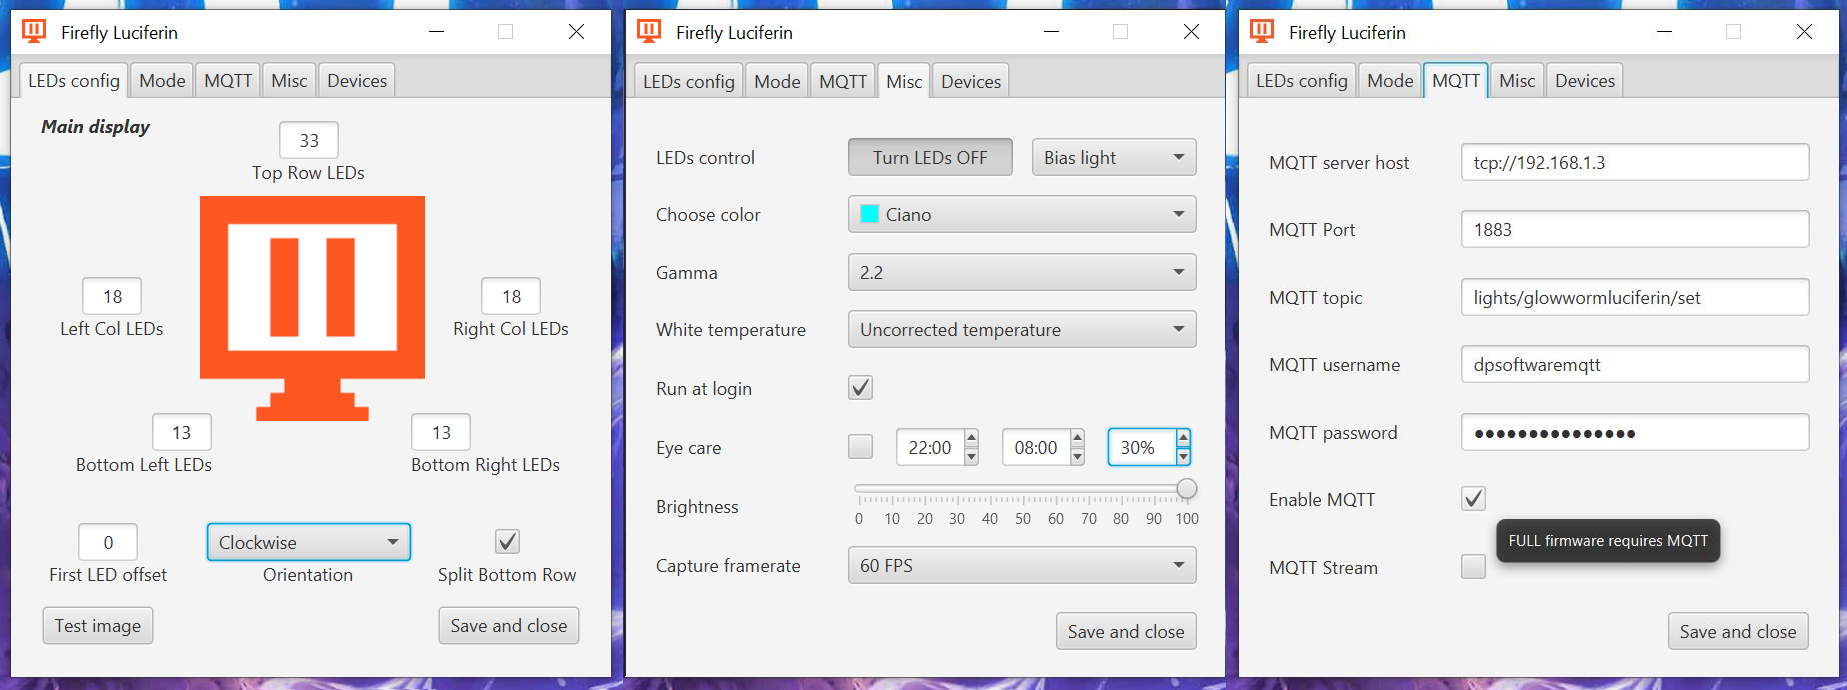 Firefly Luciferin
LEDs config Mode MQTT Misc Devices
Main display
33
Top Row LEDs
18
Left Col LEDs
18
Right Col LEDs
13
Bottom Left LEDs
13
Bottom Right LEDs
0
First LED offset
Clockwise
Orientation
Split Bottom Row
Test image
Save and close
Firefly Luciferin
LEDs config Mode MQTT Misc Devices
LEDs control Turn LEDs OFF Bias light
Choose color Ciano
Gamma 2.2
White temperature Uncorrected temperature
Run at login
Eye care 22:00 08:00 30%
Brightness
0 10 20 30 40 50 60 70 80 90 100
Capture framerate 60 FPS
Save and close
Firefly Luciferin
LEDs config Mode MQTT Misc Devices
MQTT server host tcp://192.168.1.3
MQTT Port 1883
MQTT topic lights/glowwormluciferin/set
MQTT username dpsoftwaremqtt
MQTT password ●●●●●●●●●●●●●●●
Enable MQTT
FULL firmware requires MQTT
MQTT Stream
Save and close